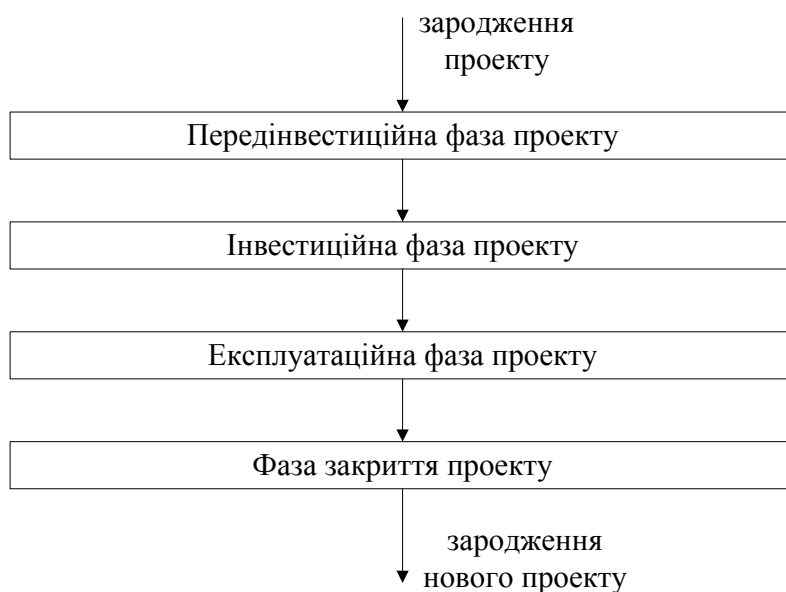 зародження
проекту
Передінвестиційна фаза проекту
Інвестиційна фаза проекту
Експлуатаційна фаза проекту
Фаза закриття проекту
зародження
нового проекту